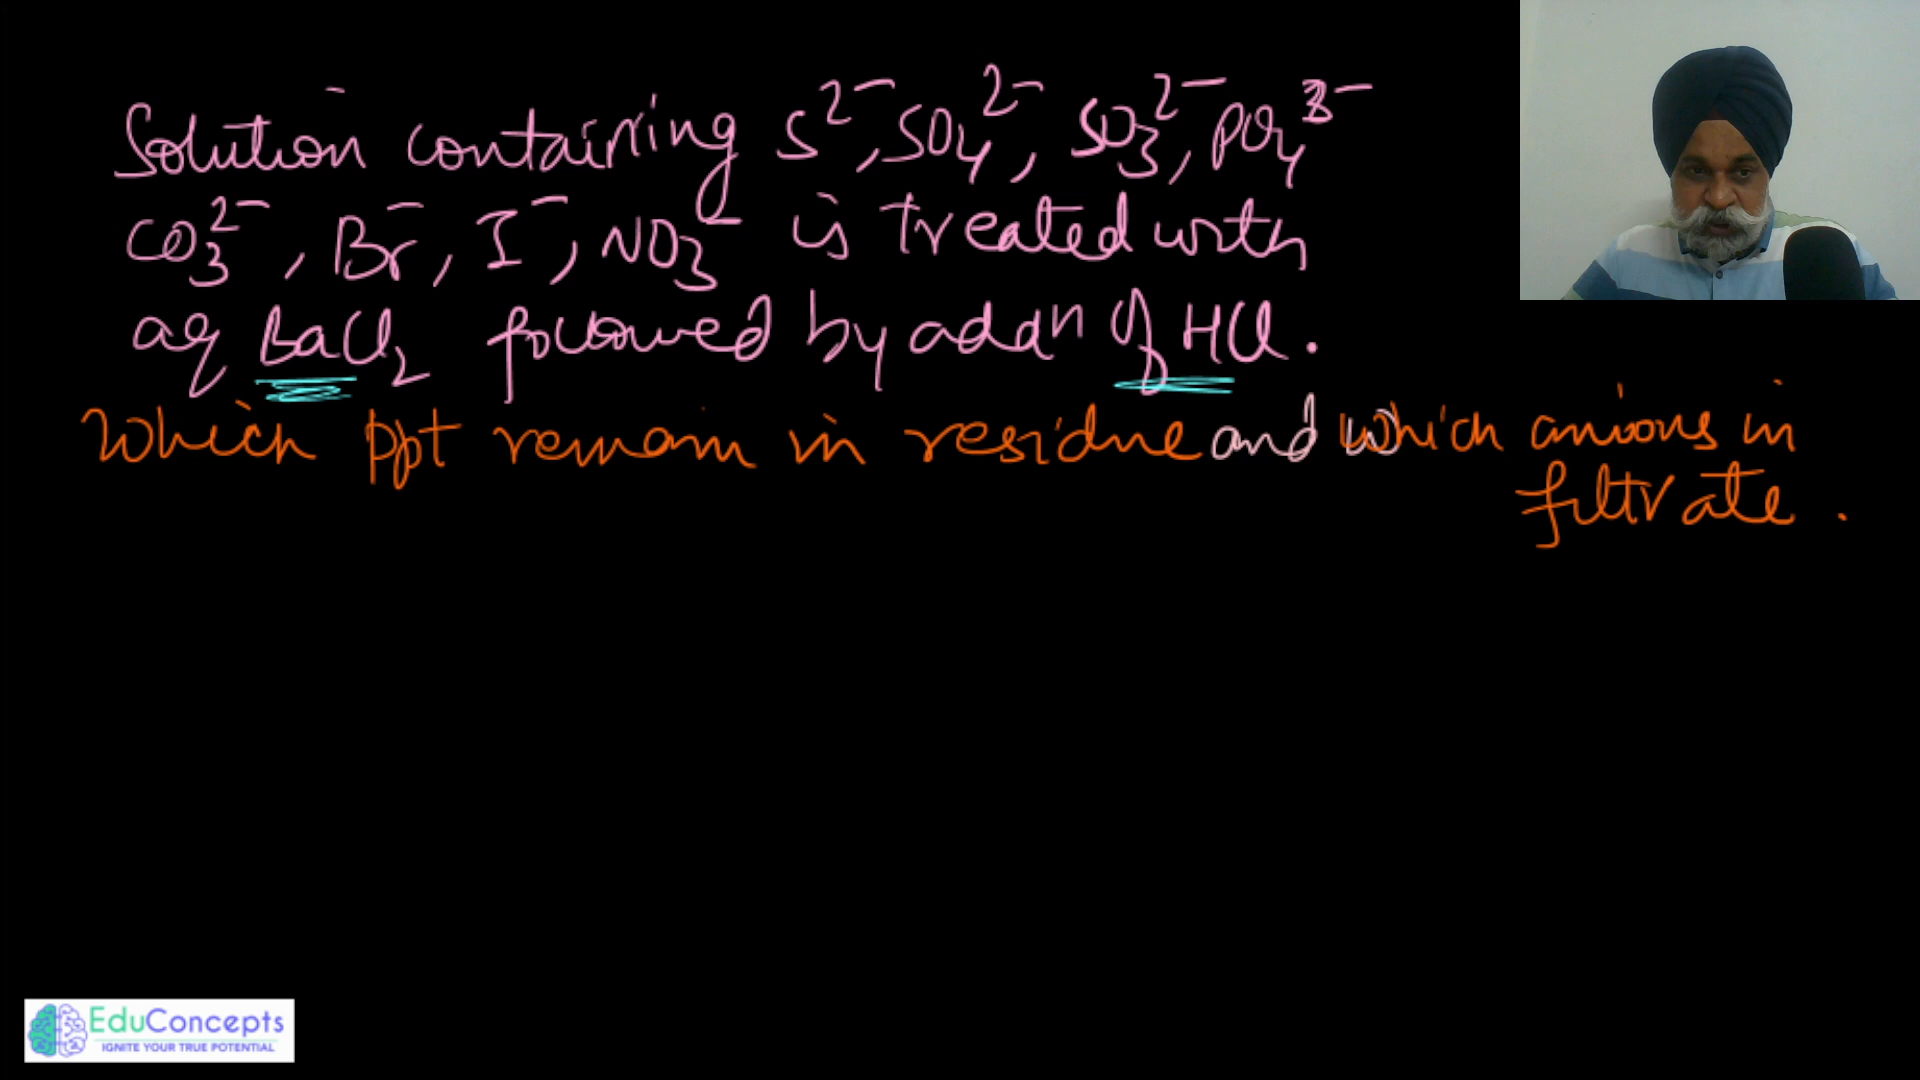 Solution containing S²⁻, SO₄²⁻, SO₃²⁻, PO₄³⁻
CO₃²⁻, Br⁻, I⁻, NO₃⁻ is treated with
aq BaCl₂ followed by addn of HCl.
Which ppt remain in residue and which anions in
filtrate.
EduConcepts
IGNITE YOUR TRUE POTENTIAL